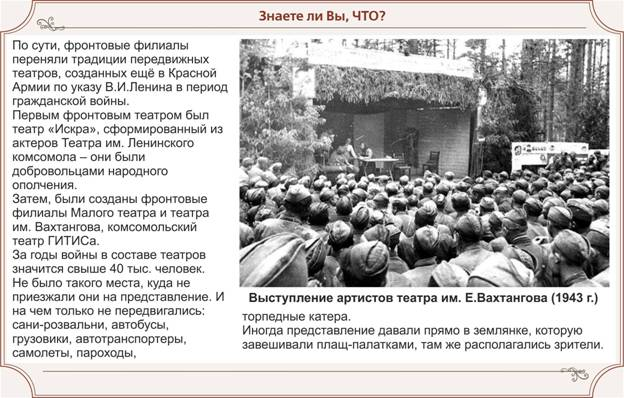 Знаете ли Вы, ЧТО?
По сути, фронтовые филиалы
переняли традиции передвижных
театров, созданных ещё в Красной
Армии по указу В.И.Ленина в период
гражданской войны.
Первым фронтовым театром был
театр «Искра», сформированный из
актеров Театра им. Ленинского
комсомола – они были
добровольцами народного
ополчения.
Затем, были созданы фронтовые
филиалы Малого театра и театра
им. Вахтангова, комсомольский
театр ГИТИСа.
За годы войны в составе театров
значится свыше 40 тыс. человек.
Не было такого места, куда не
приезжали они на представление. И
на чем только не передвигались:
сани-розвальни, автобусы,
грузовики, автотранспортеры,
самолеты, пароходы,
Выступление артистов театра им. Е.Вахтангова (1943 г.)
торпедные катера.
Иногда представление давали прямо в землянке, которую
завешивали плащ-палатками, там же располагались зрители.